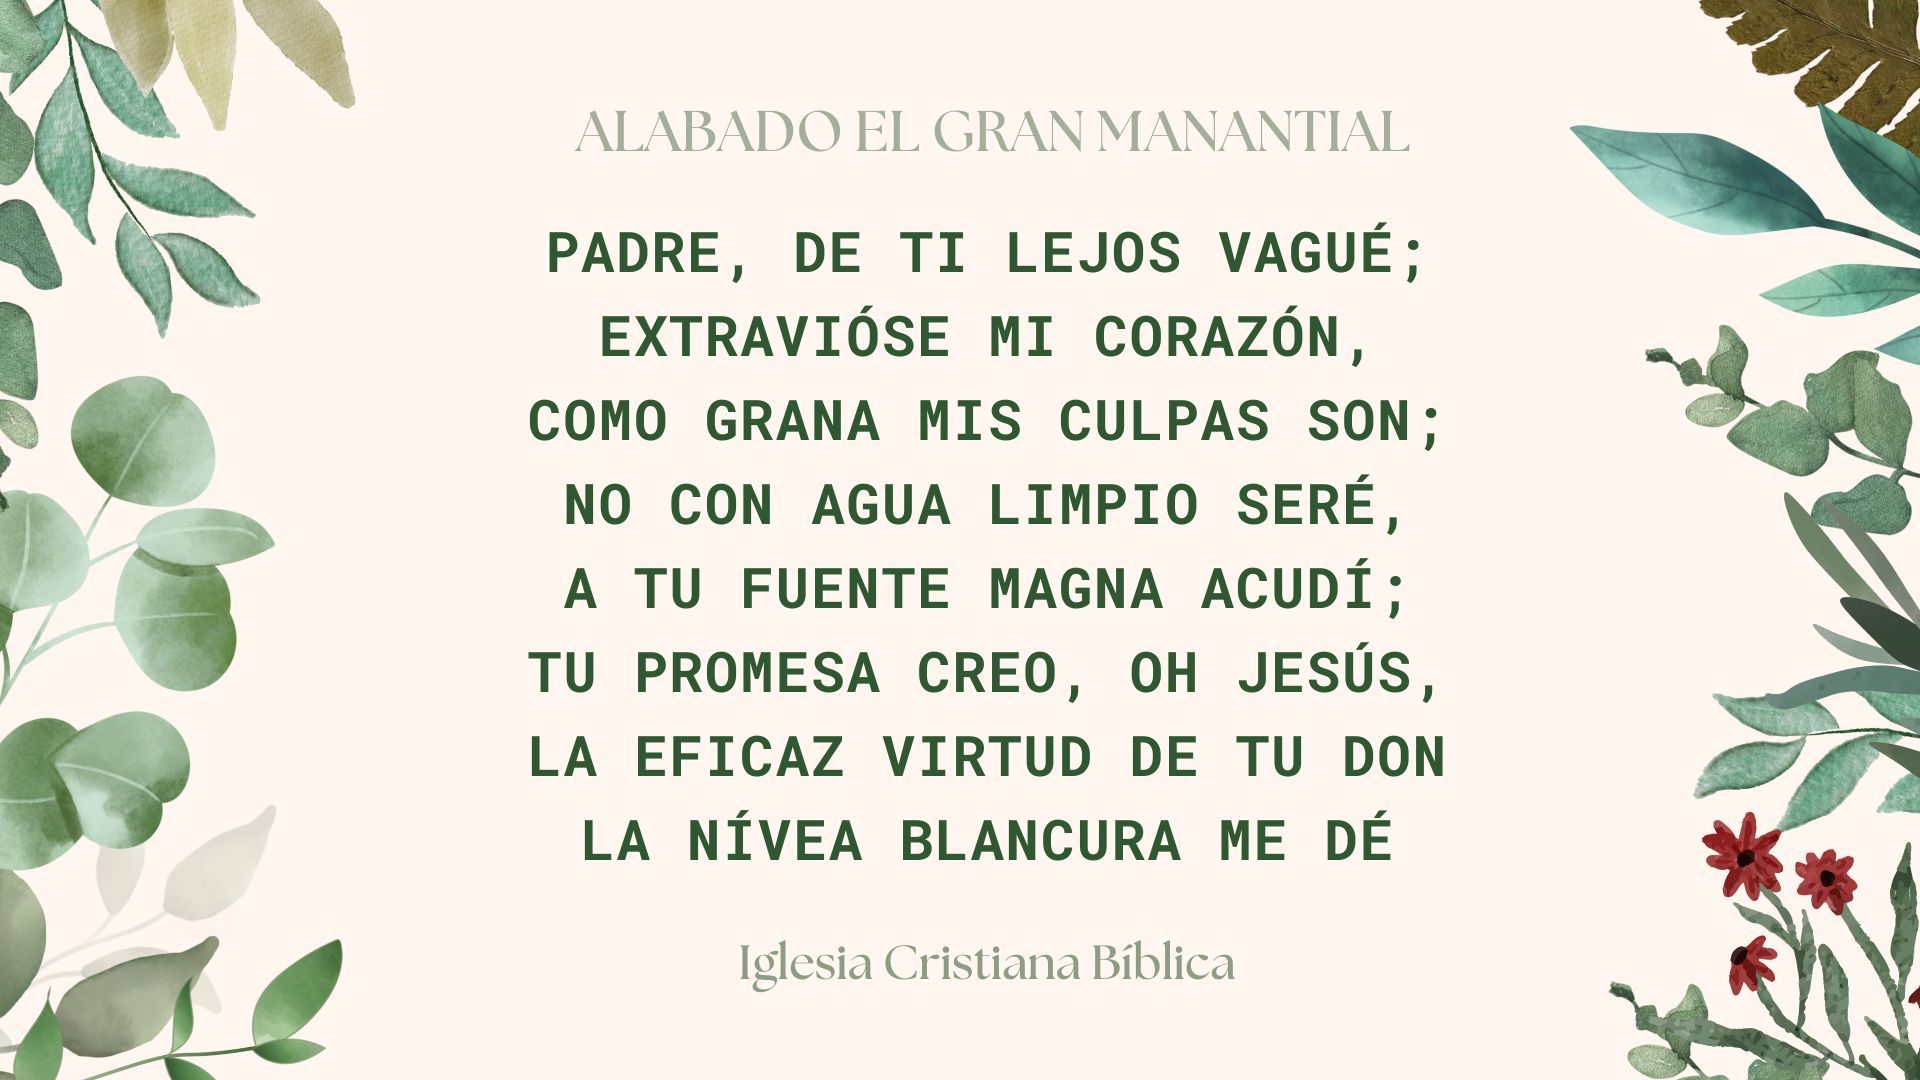 ALABADO EL GRAN MANANTIAL
PADRE, DE TI LEJOS VAGUÉ;
EXTRAVIÓSE MI CORAZÓN,
COMO GRANA MIS CULPAS SON;
NO CON AGUA LIMPIO SERÉ,
A TU FUENTE MAGNA ACUDÍ;
TU PROMESA CREO, OH JESÚS,
LA EFICAZ VIRTUD DE TU DON
LA NÍVEA BLANCURA ME DÉ
Iglesia Cristiana Bíblica